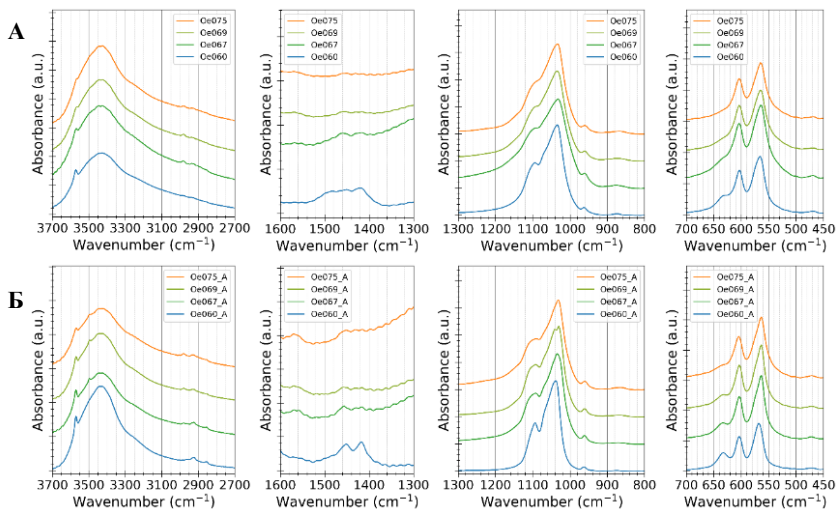 А
Oe075
Oe069
Oe067
Oe060
Absorbance (a.u.)
3700 3500 3300 3100 2900 2700
Wavenumber (cm⁻¹)
Oe075
Oe069
Oe067
Oe060
Absorbance (a.u.)
1600 1500 1400 1300
Wavenumber (cm⁻¹)
Oe075
Oe069
Oe067
Oe060
Absorbance (a.u.)
1300 1200 1100 1000 900 800
Wavenumber (cm⁻¹)
Oe075
Oe069
Oe067
Oe060
Absorbance (a.u.)
700 650 600 550 500 450
Wavenumber (cm⁻¹)
Б
Oe075_A
Oe069_A
Oe067_A
Oe060_A
Absorbance (a.u.)
3700 3500 3300 3100 2900 2700
Wavenumber (cm⁻¹)
Oe075_A
Oe069_A
Oe067_A
Oe060_A
Absorbance (a.u.)
1600 1500 1400 1300
Wavenumber (cm⁻¹)
Oe075_A
Oe069_A
Oe067_A
Oe060_A
Absorbance (a.u.)
1300 1200 1100 1000 900 800
Wavenumber (cm⁻¹)
Oe075_A
Oe069_A
Oe067_A
Oe060_A
Absorbance (a.u.)
700 650 600 550 500 450
Wavenumber (cm⁻¹)